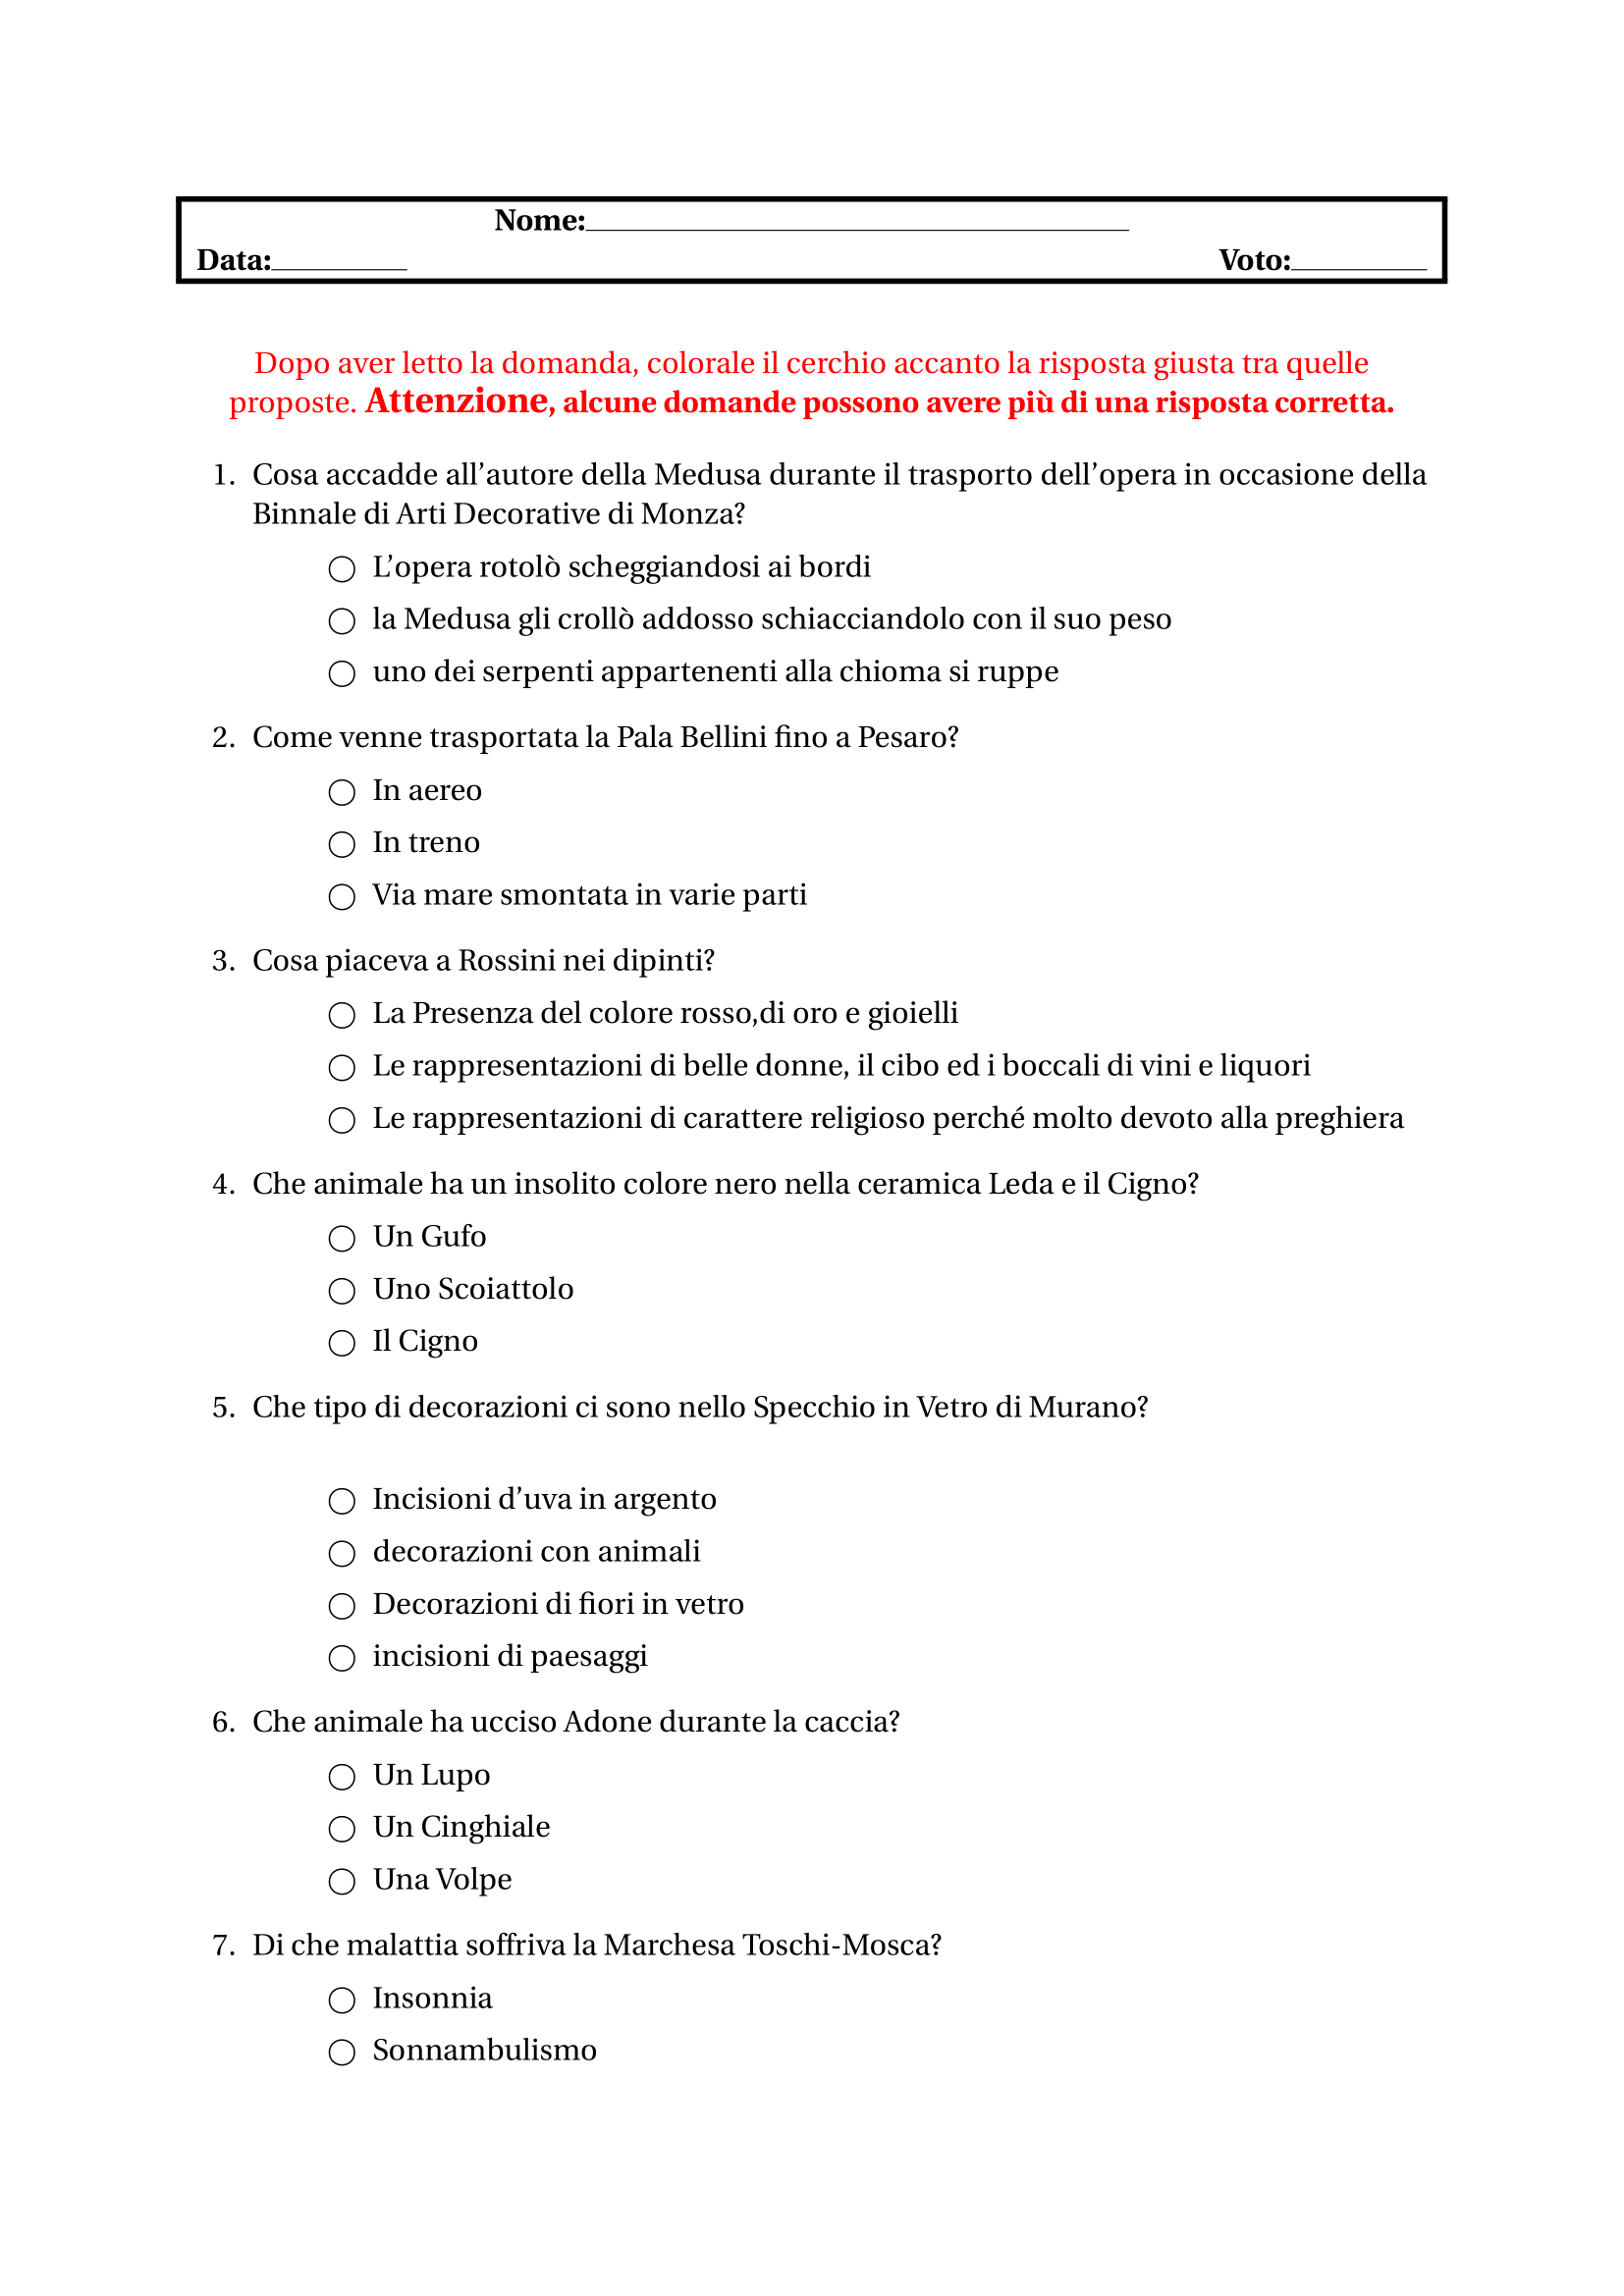 Nome:
Data: Voto:
Dopo aver letto la domanda, colorale il cerchio accanto la risposta giusta tra quelle
proposte. Attenzione, alcune domande possono avere più di una risposta corretta.
1. Cosa accadde all’autore della Medusa durante il trasporto dell’opera in occasione della
Binnale di Arti Decorative di Monza?
L’opera rotolò scheggiandosi ai bordi
la Medusa gli crollò addosso schiacciandolo con il suo peso
uno dei serpenti appartenenti alla chioma si ruppe
2. Come venne trasportata la Pala Bellini fino a Pesaro?
In aereo
In treno
Via mare smontata in varie parti
3. Cosa piaceva a Rossini nei dipinti?
La Presenza del colore rosso,di oro e gioielli
Le rappresentazioni di belle donne, il cibo ed i boccali di vini e liquori
Le rappresentazioni di carattere religioso perché molto devoto alla preghiera
4. Che animale ha un insolito colore nero nella ceramica Leda e il Cigno?
Un Gufo
Uno Scoiattolo
Il Cigno
5. Che tipo di decorazioni ci sono nello Specchio in Vetro di Murano?
Incisioni d’uva in argento
decorazioni con animali
Decorazioni di fiori in vetro
incisioni di paesaggi
6. Che animale ha ucciso Adone durante la caccia?
Un Lupo
Un Cinghiale
Una Volpe
7. Di che malattia soffriva la Marchesa Toschi-Mosca?
Insonnia
Sonnambulismo